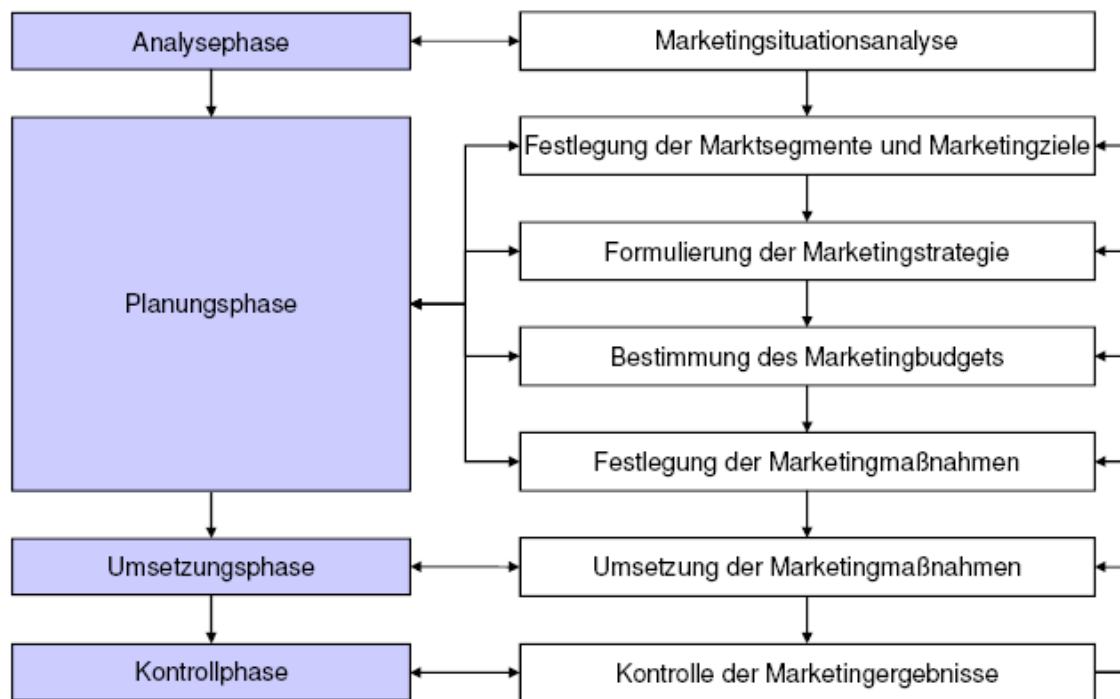 Analysephase
Marketingsituationsanalyse
Planungsphase
Festlegung der Marktsegmente und Marketingziele
Formulierung der Marketingstrategie
Bestimmung des Marketingbudgets
Festlegung der Marketingmaßnahmen
Umsetzungsphase
Umsetzung der Marketingmaßnahmen
Kontrollphase
Kontrolle der Marketingergebnisse